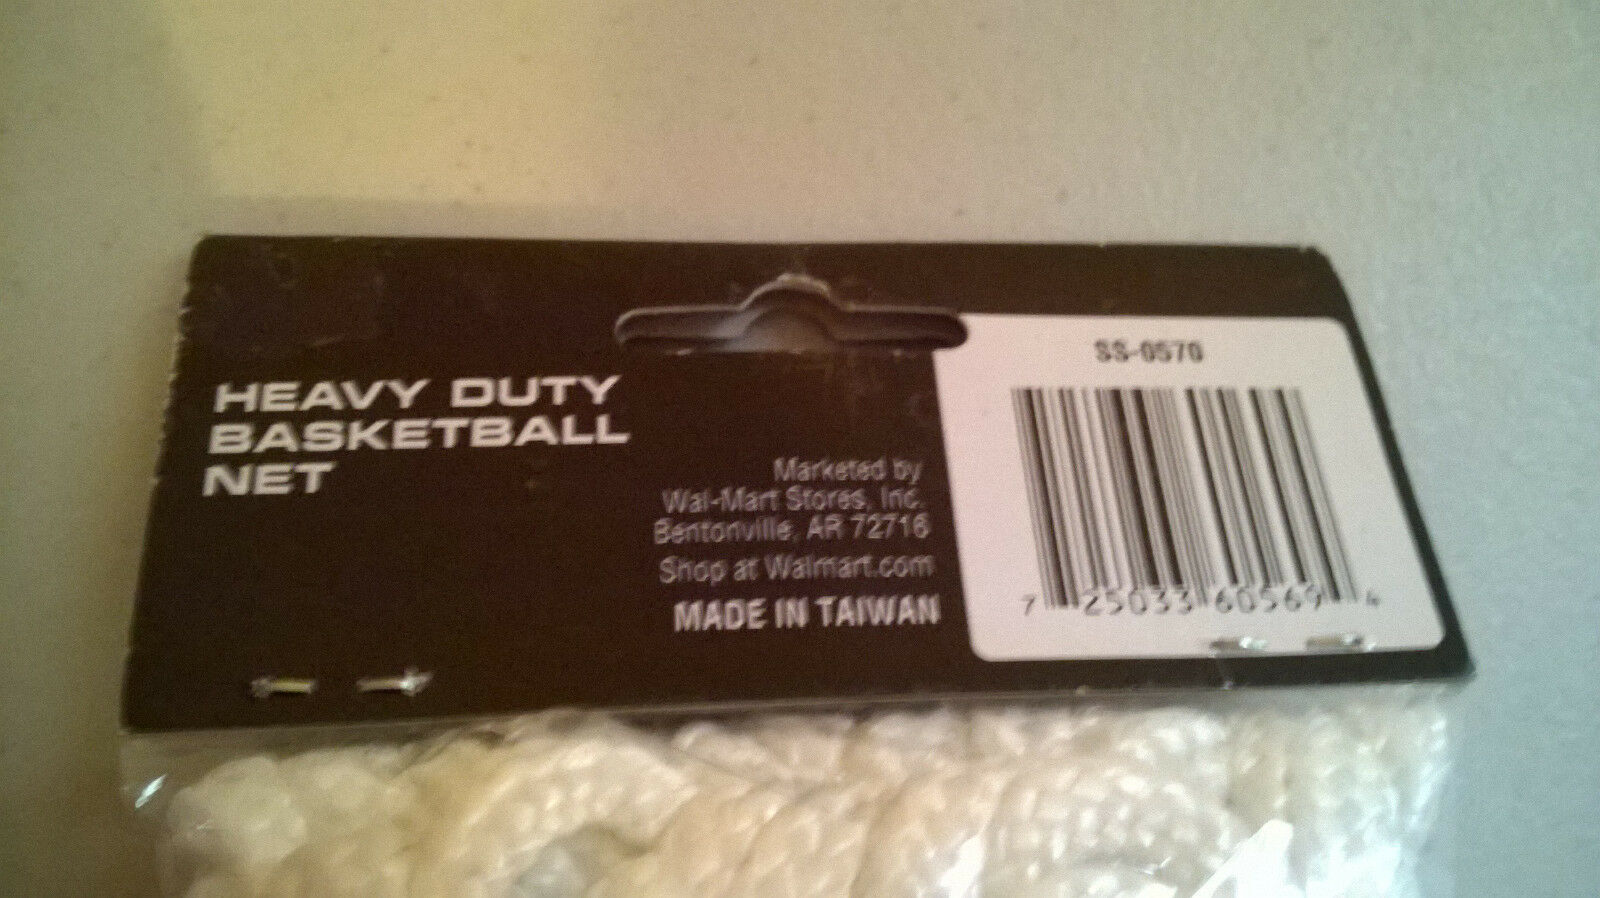 HEAVY DUTY
BASKETBALL
NET
Marketed by
Wal-Mart Stores, Inc.
Bentonville, AR 72716
Shop at Walmart.com
MADE IN TAIWAN
SS-0570
7 25033 60569 4